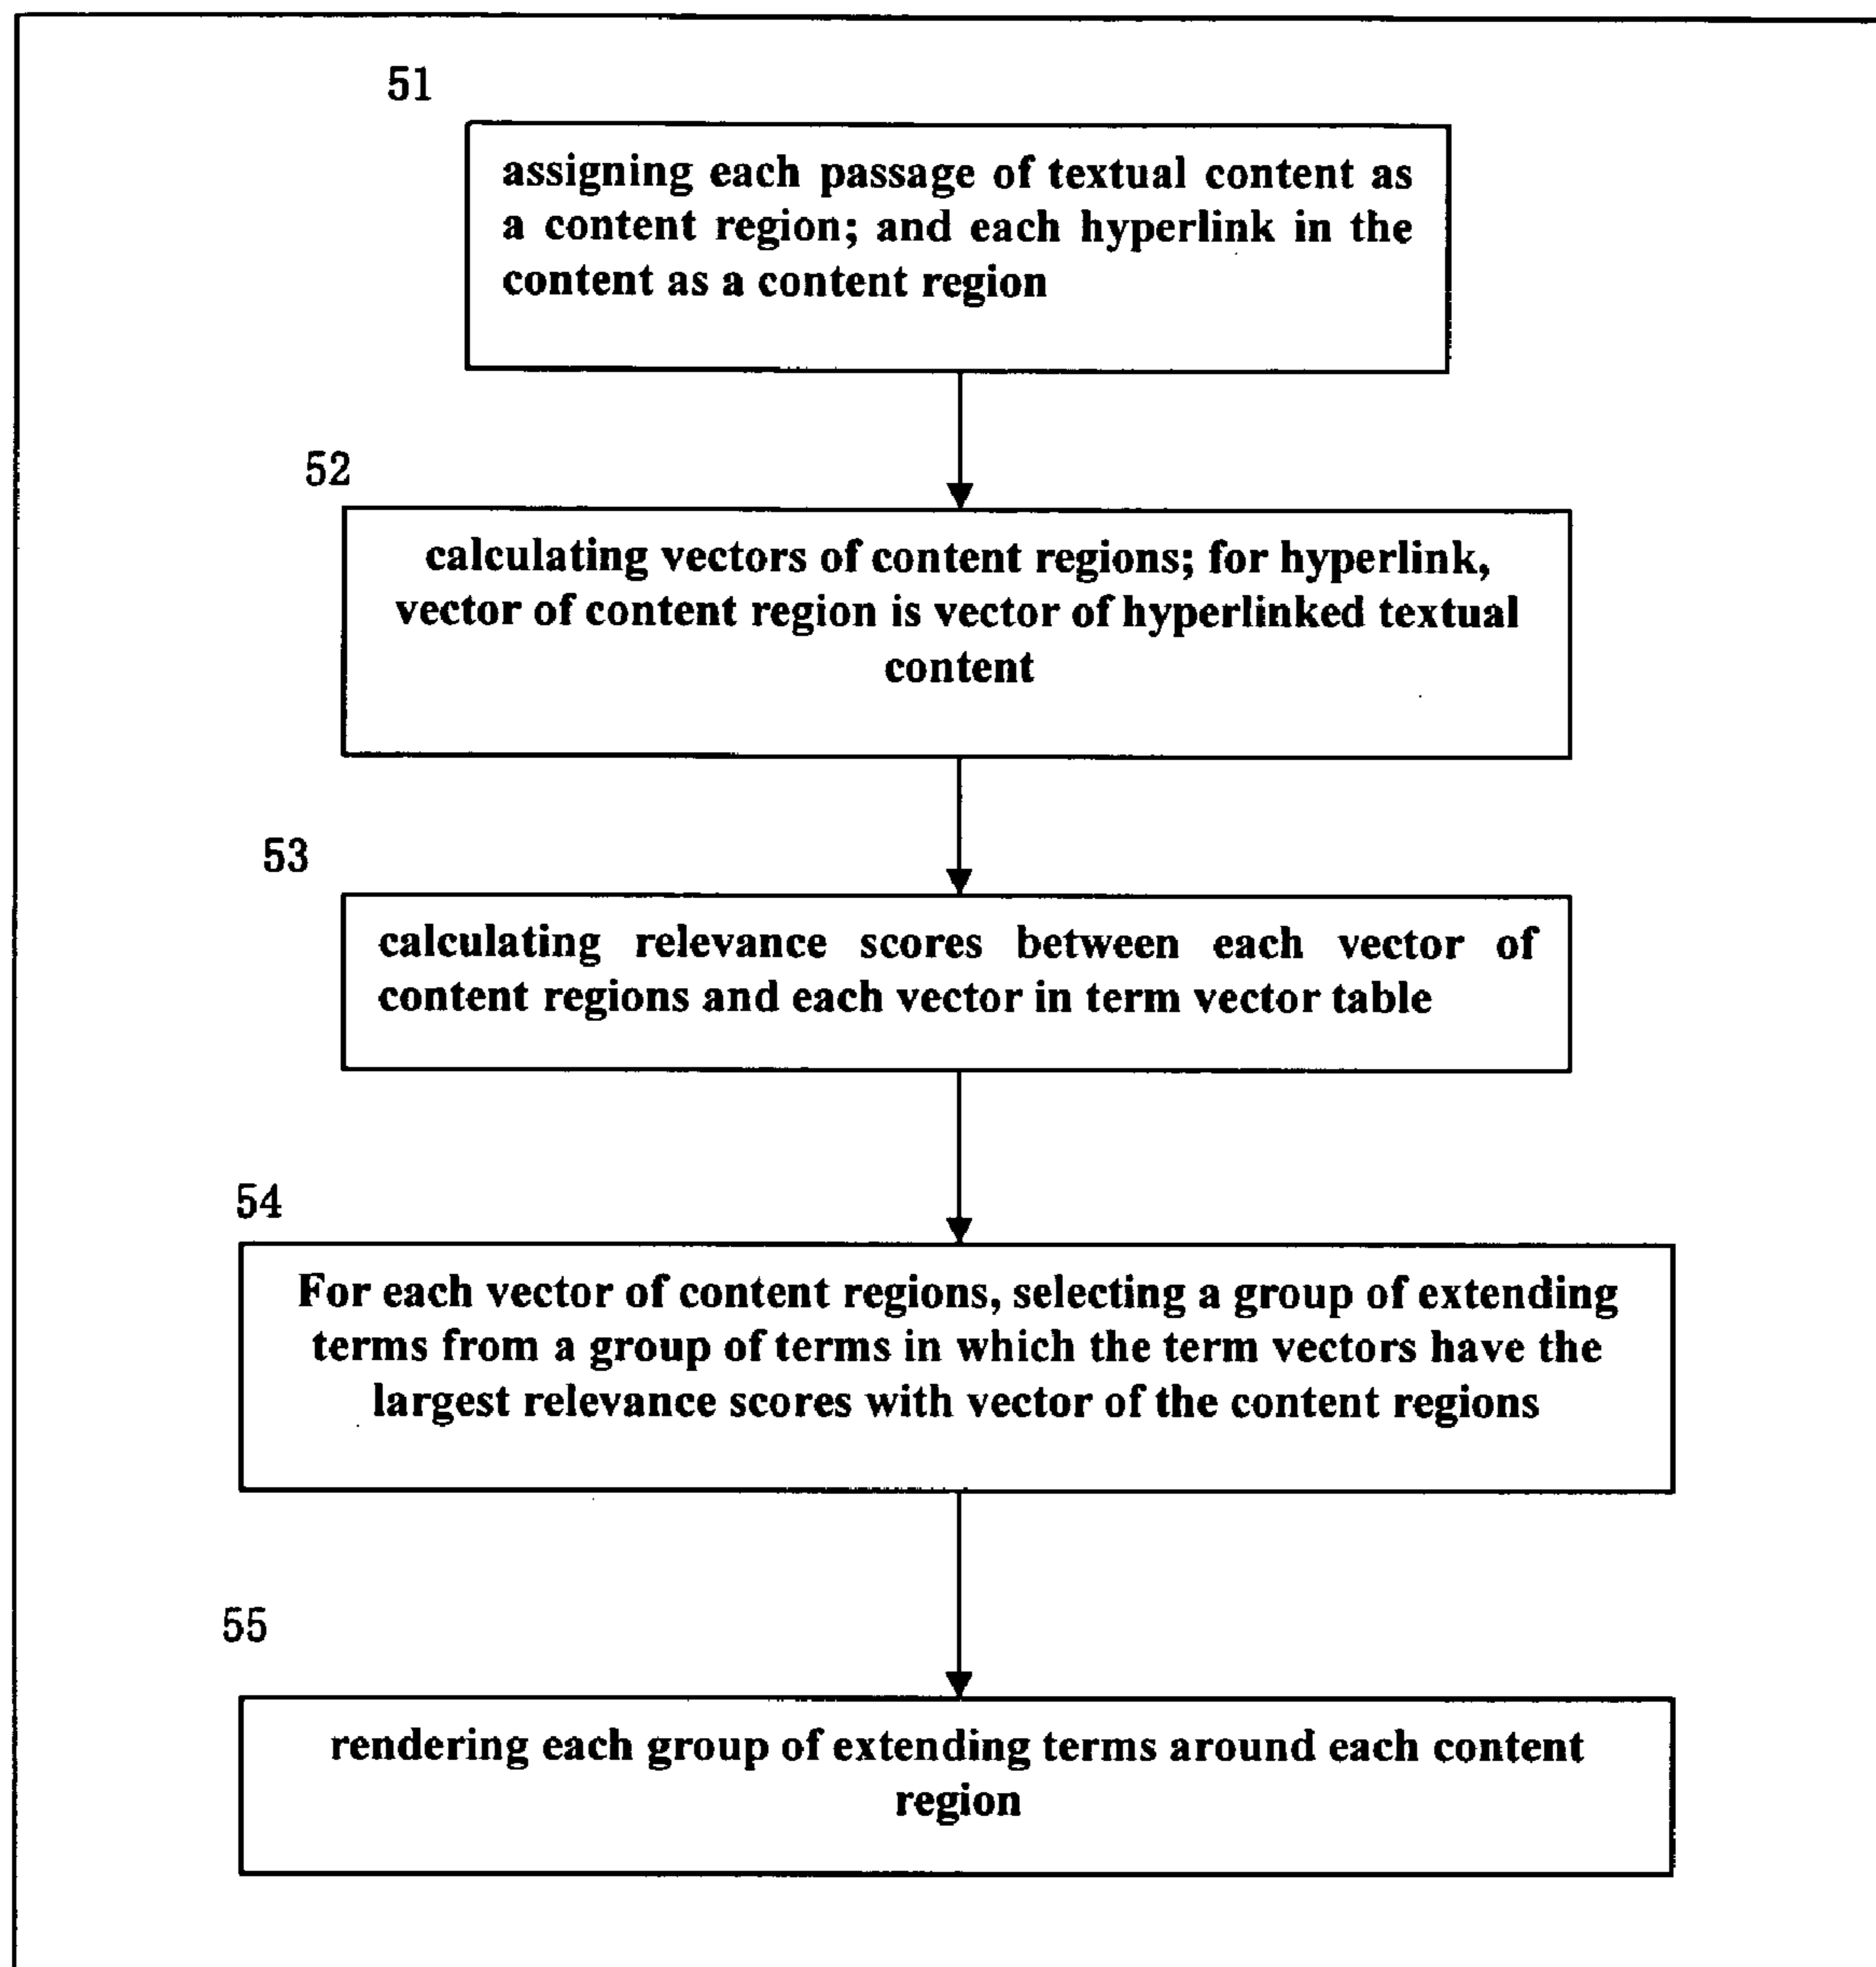 51
assigning each passage of textual content as
a content region; and each hyperlink in the
content as a content region
52
calculating vectors of content regions; for hyperlink,
vector of content region is vector of hyperlinked textual
content
53
calculating relevance scores between each vector of
content regions and each vector in term vector table
54
For each vector of content regions, selecting a group of extending
terms from a group of terms in which the term vectors have the
largest relevance scores with vector of the content regions
55
rendering each group of extending terms around each content
region